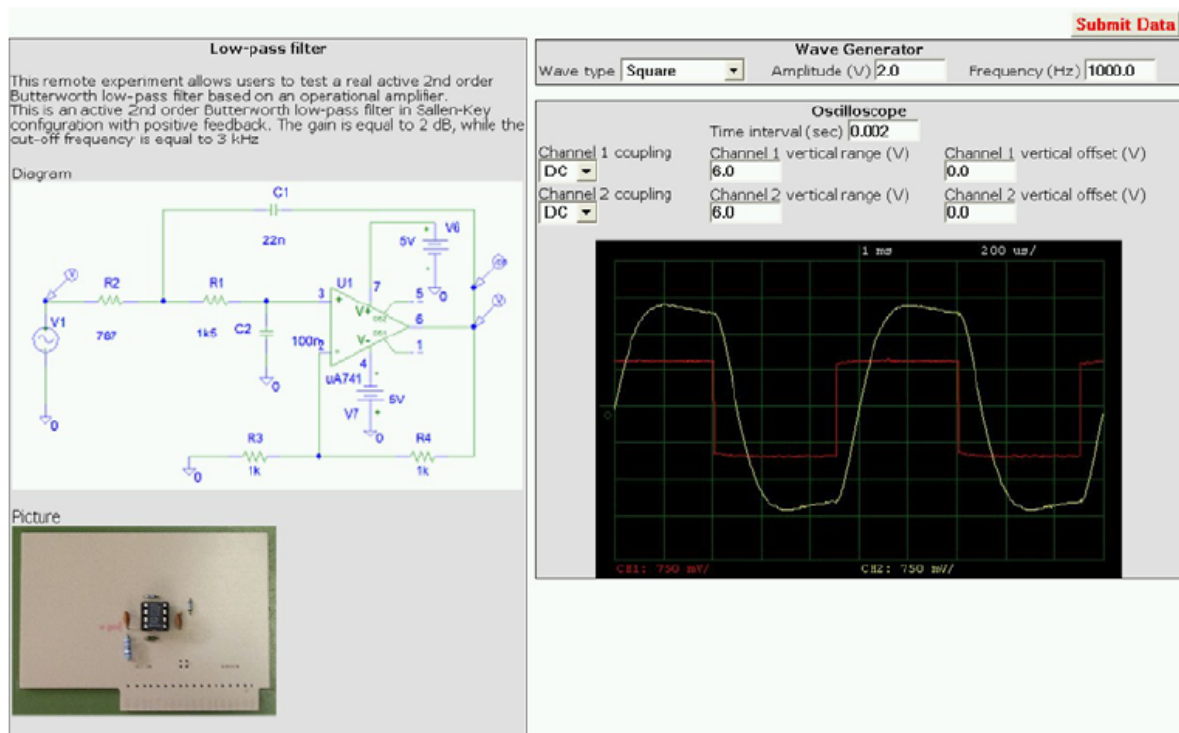 Submit Data
Low-pass filter
This remote experiment allows users to test a real active 2nd order
Butterworth low-pass filter based on an operational amplifier.
This is an active 2nd order Butterworth low-pass filter in Sallen-Key
configuration with positive feedback. The gain is equal to 2 dB, while the
cut-off frequency is equal to 3 kHz
Diagram
C1
22n
V6
5V
0
R2
787
R1
1k5
C2
100n
U1
3
7
5
V+
OS2
6
OS1
V-
1
2
4
uA741
5V
V7
0
V
V1
0
0
V
R3
1k
R4
1k
0
Picture
Wave Generator
Wave type Square Amplitude (V) 2.0 Frequency (Hz) 1000.0
Oscilloscope
Time interval (sec) 0.002
Channel 1 coupling Channel 1 vertical range (V) Channel 1 vertical offset (V)
DC 6.0 0.0
Channel 2 coupling Channel 2 vertical range (V) Channel 2 vertical offset (V)
DC 6.0 0.0
1 ms 200 us/
CH1: 750 mV/ CH2: 750 mV/